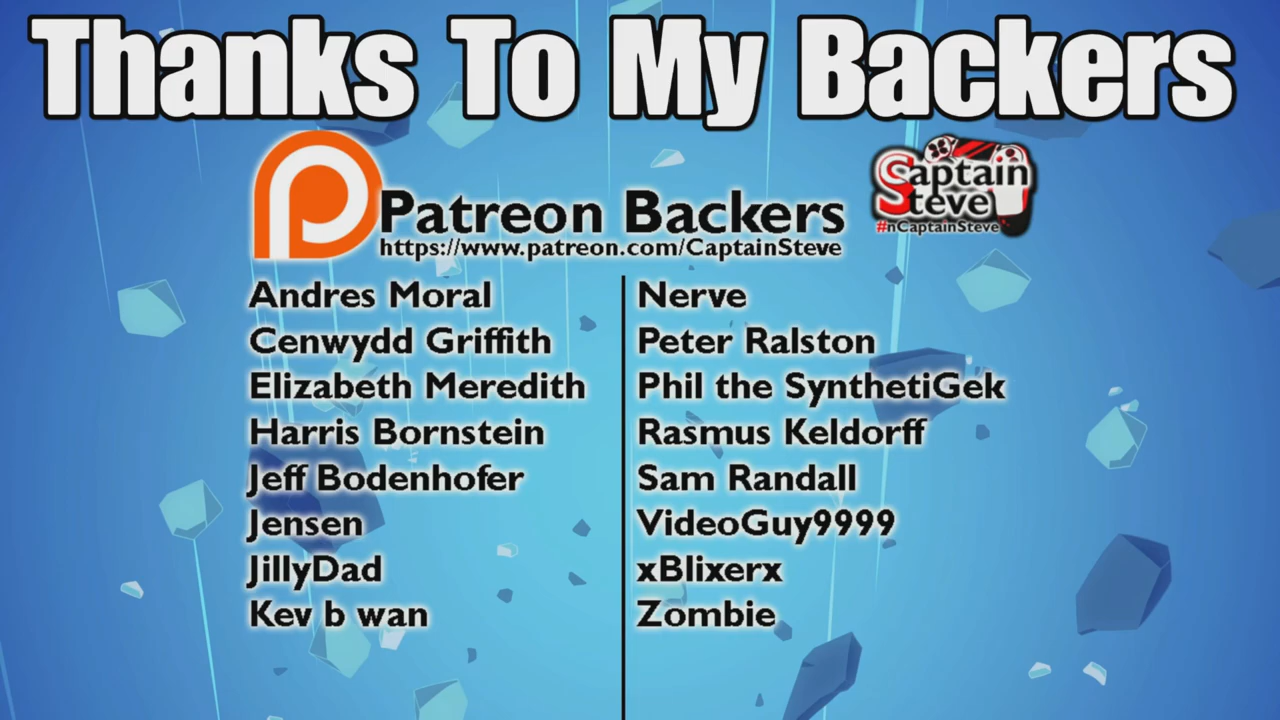 Thanks To My Backers
Patreon Backers
https://www.patreon.com/CaptainSteve
Captain
Steve
#nCaptainSteve
Andres Moral
Cenwydd Griffith
Elizabeth Meredith
Harris Bornstein
Jeff Bodenhofer
Jensen
JillyDad
Kev b wan
Nerve
Peter Ralston
Phil the SynthetiGek
Rasmus Keldorff
Sam Randall
VideoGuy9999
xBlixerx
Zombie